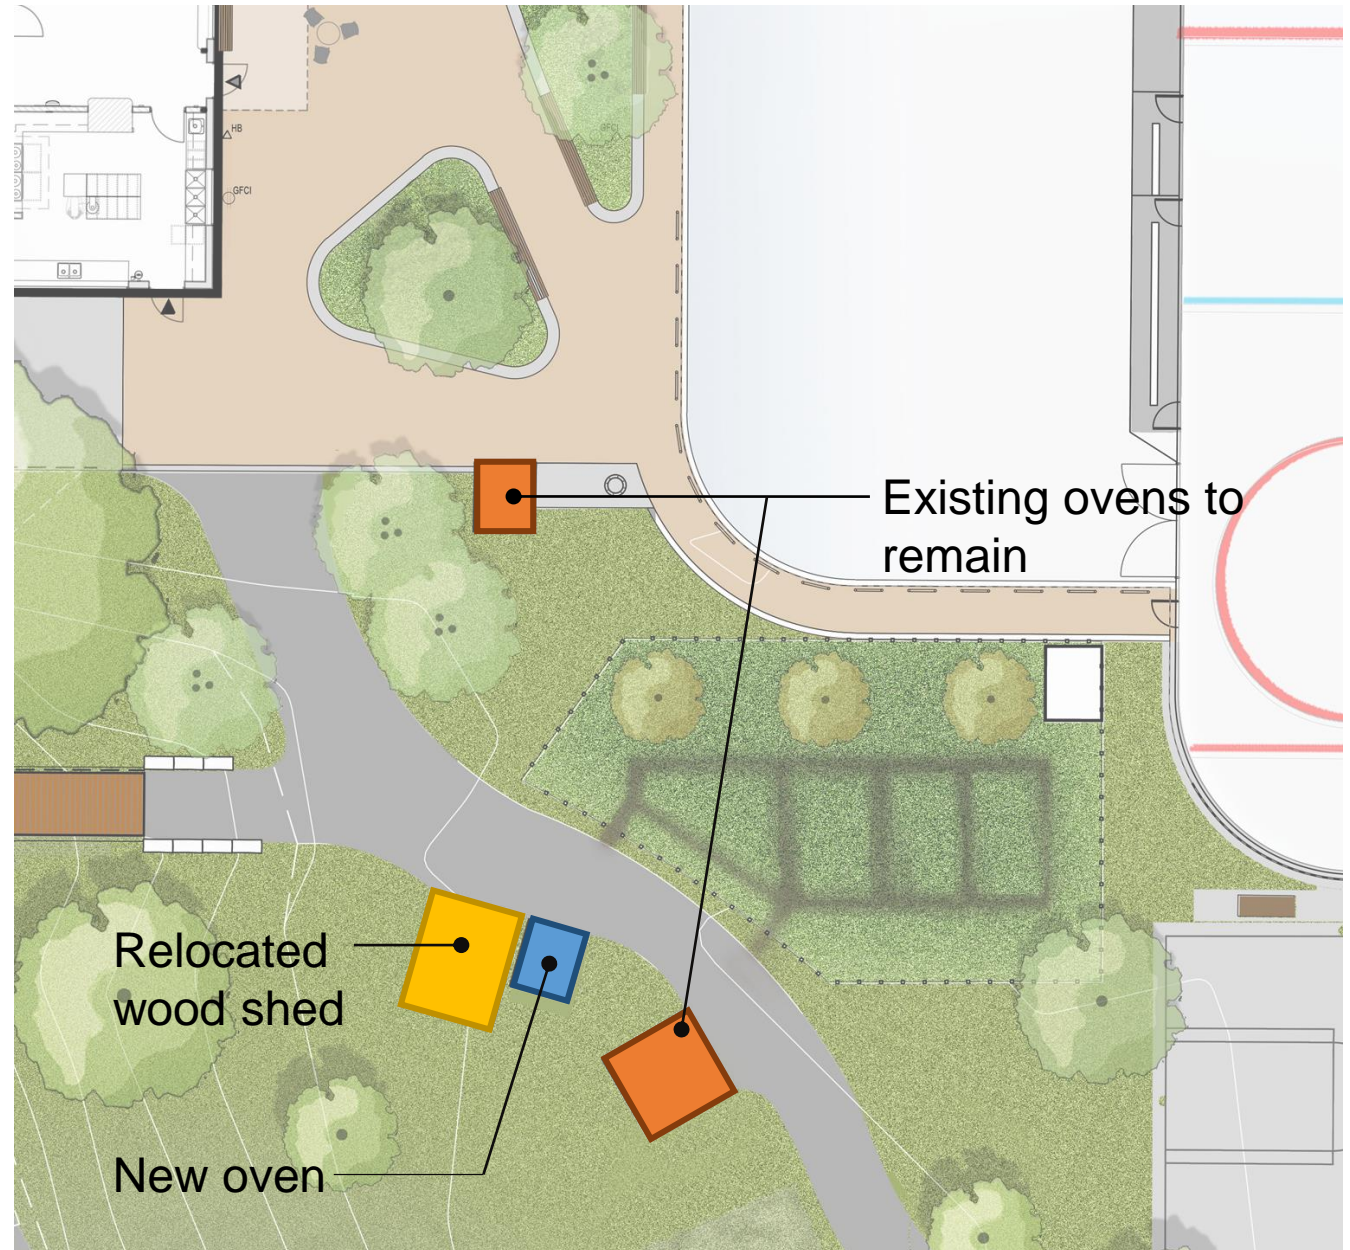 HB
GFCI
Existing ovens to
remain
Relocated
wood shed
New oven